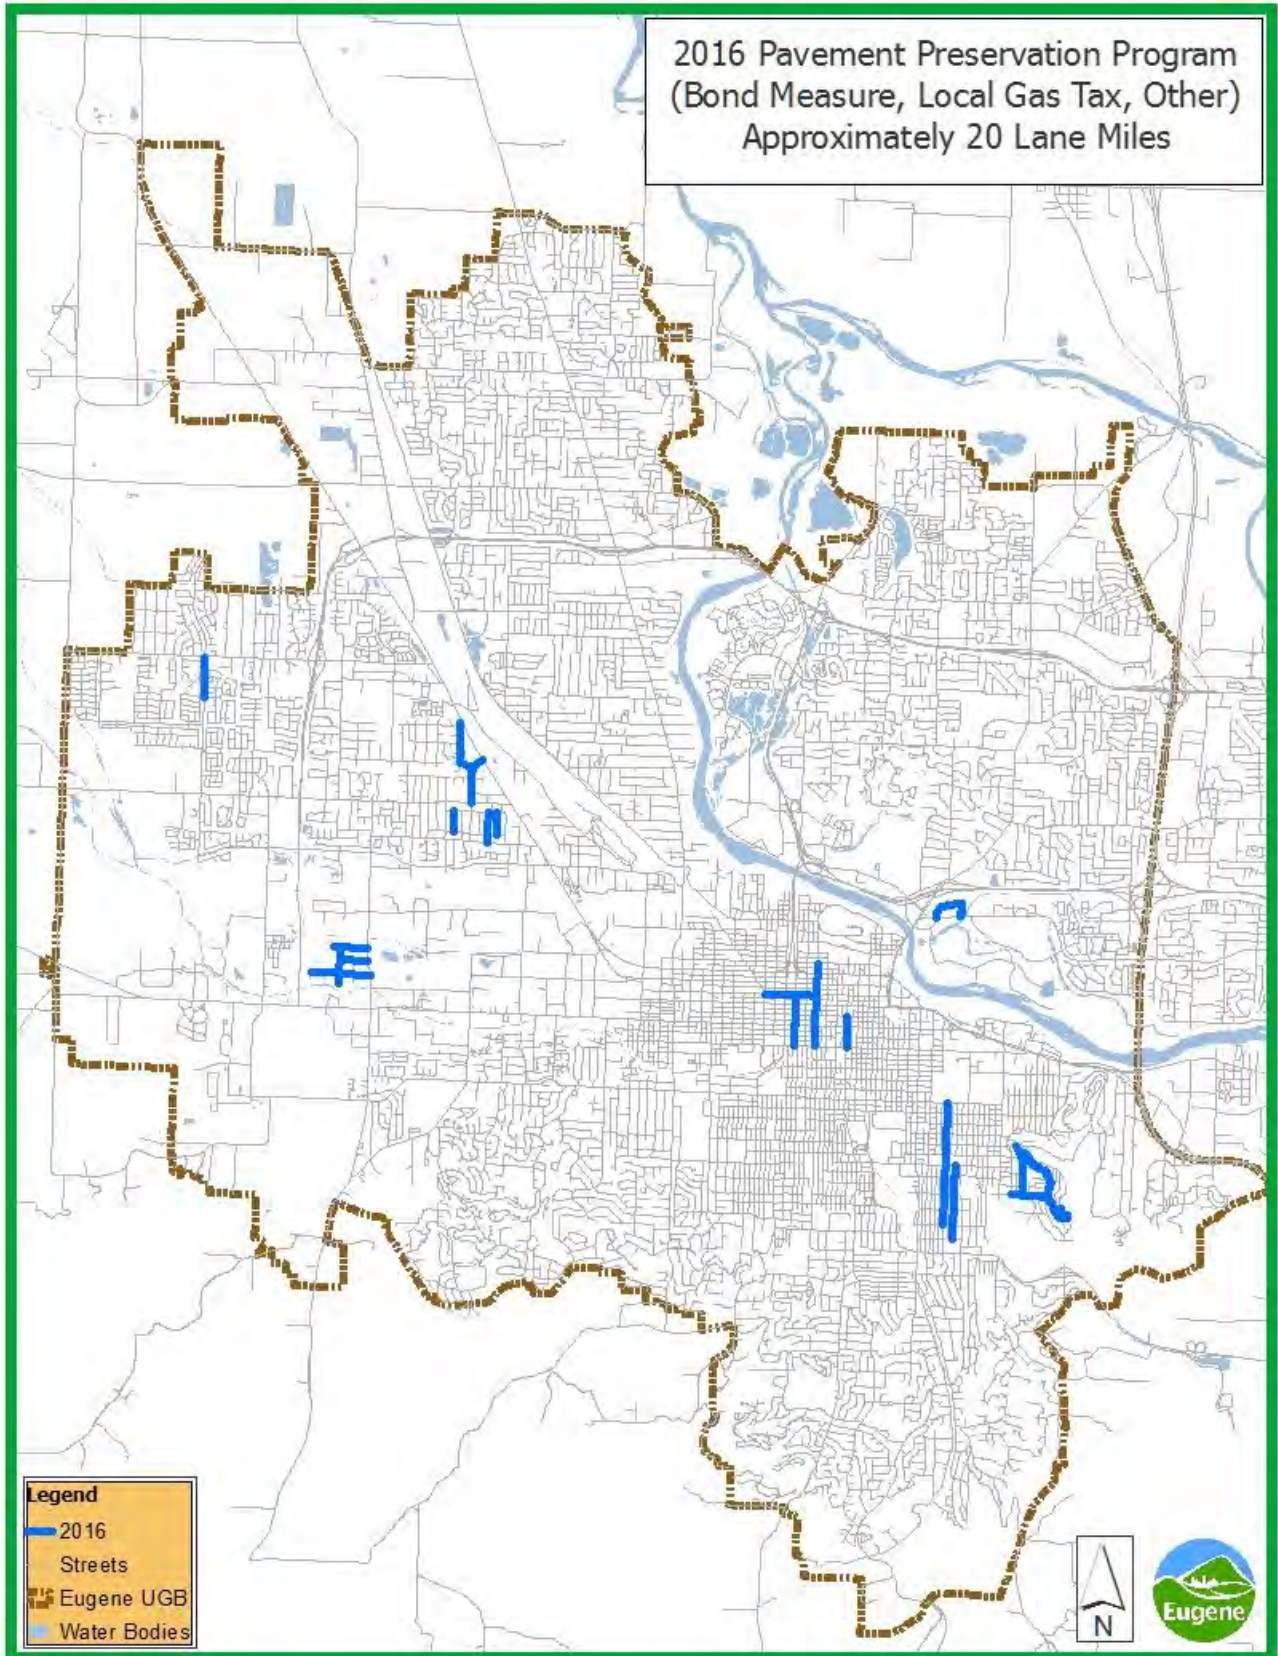 2016 Pavement Preservation Program
(Bond Measure, Local Gas Tax, Other)
Approximately 20 Lane Miles
Legend
2016
Streets
Eugene UGB
Water Bodies
N
Eugene